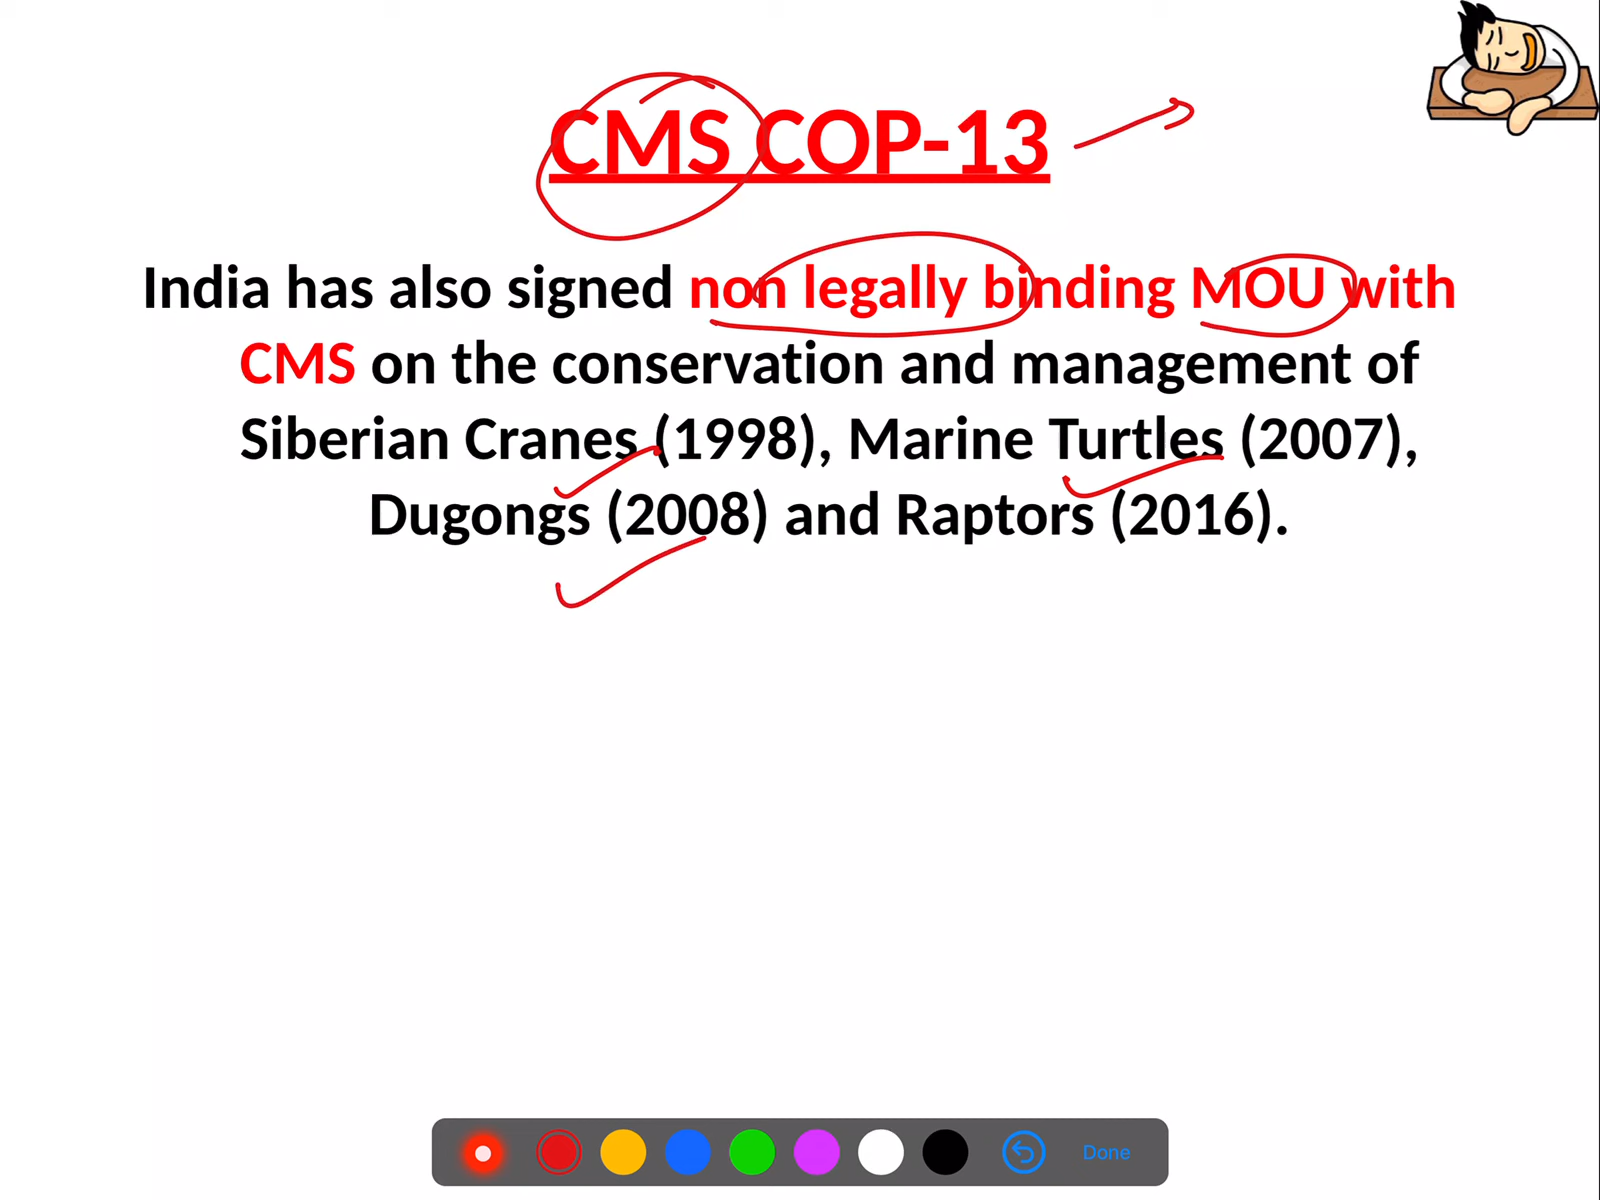 CMS COP-13
India has also signed non legally binding MOU with
CMS on the conservation and management of
Siberian Cranes (1998), Marine Turtles (2007),
Dugongs (2008) and Raptors (2016).
Done